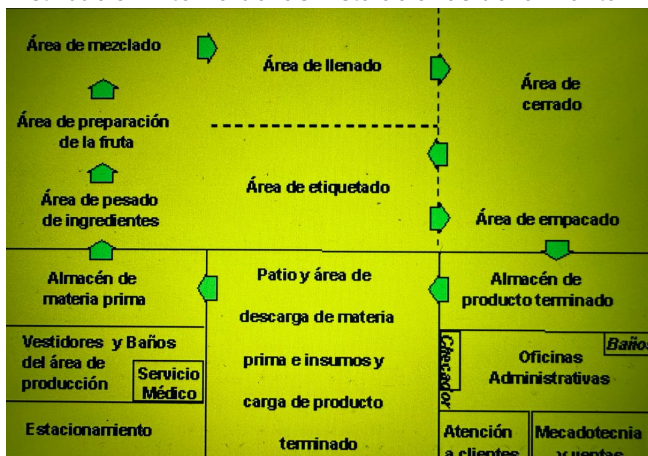 Área de mezclado
Área de llenado
Área de
cerrado
Área de preparación
de la fruta
Área de pesado
de ingredientes
Área de etiquetado
Área de empacado
Almacén de
materia prima
Patio y área de
descarga de materia
prima e insumos y
carga de producto
terminado
Almacén de
producto terminado
Vestidores y Baños
del área de
producción
Servicio
Médico
Estacionamiento
Checador
Baños
Oficinas
Administrativas
Atención
a clientes
Mecadotecnia
y ventas